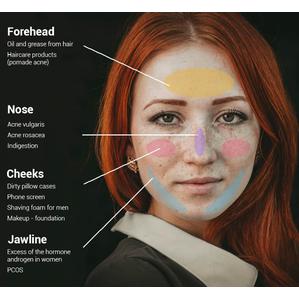 Forehead
Oil and grease from hair
Haircare products
(pomade acne)
Nose
Acne vulgaris
Acne rosacea
Indigestion
Cheeks
Dirty pillow cases
Phone screen
Shaving foam for men
Makeup - foundation
Jawline
Excess of the hormone
androgen in women
PCOS